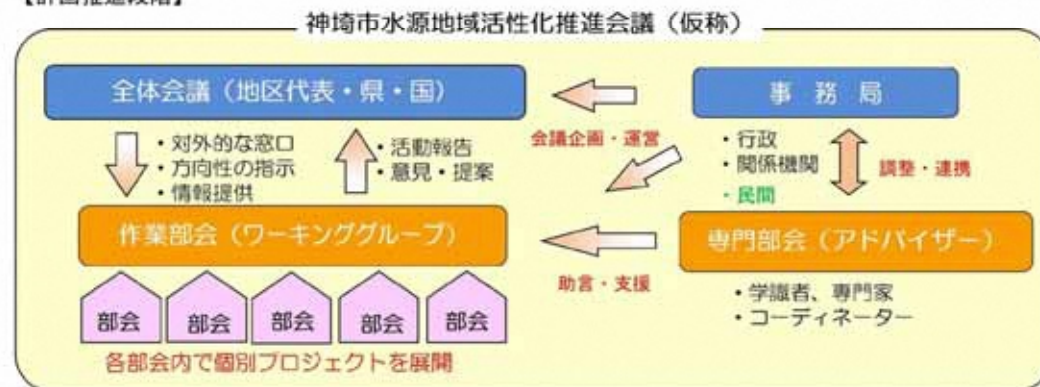 【計画推進段階】
神埼市水源地域活性化推進会議（仮称）
全体会議（地区代表・県・国）
事務局
・対外的な窓口
・方向性の指示
・情報提供
・活動報告
・意見・提案
会議企画・運営
・行政
・関係機関
・民間
調整・連携
作業部会（ワーキンググループ）
専門部会（アドバイザー）
助言・支援
・学識者、専門家
・コーディネーター
部会
部会
部会
部会
部会
各部会内で個別プロジェクトを展開